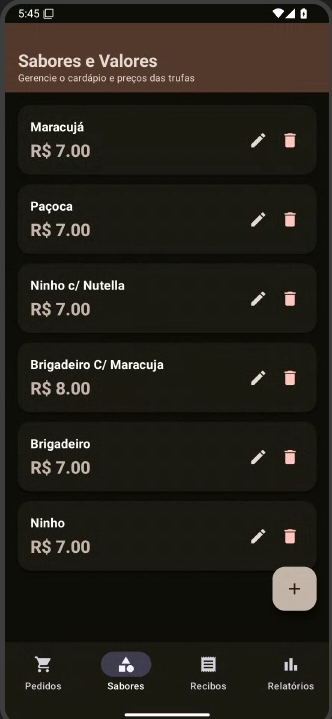 5:45
Sabores e Valores
Gerencie o cardápio e preços das trufas
Maracujá
R$ 7.00
Paçoca
R$ 7.00
Ninho c/ Nutella
R$ 7.00
Brigadeiro C/ Maracuja
R$ 8.00
Brigadeiro
R$ 7.00
Ninho
R$ 7.00
+
Pedidos
Sabores
Recibos
Relatórios